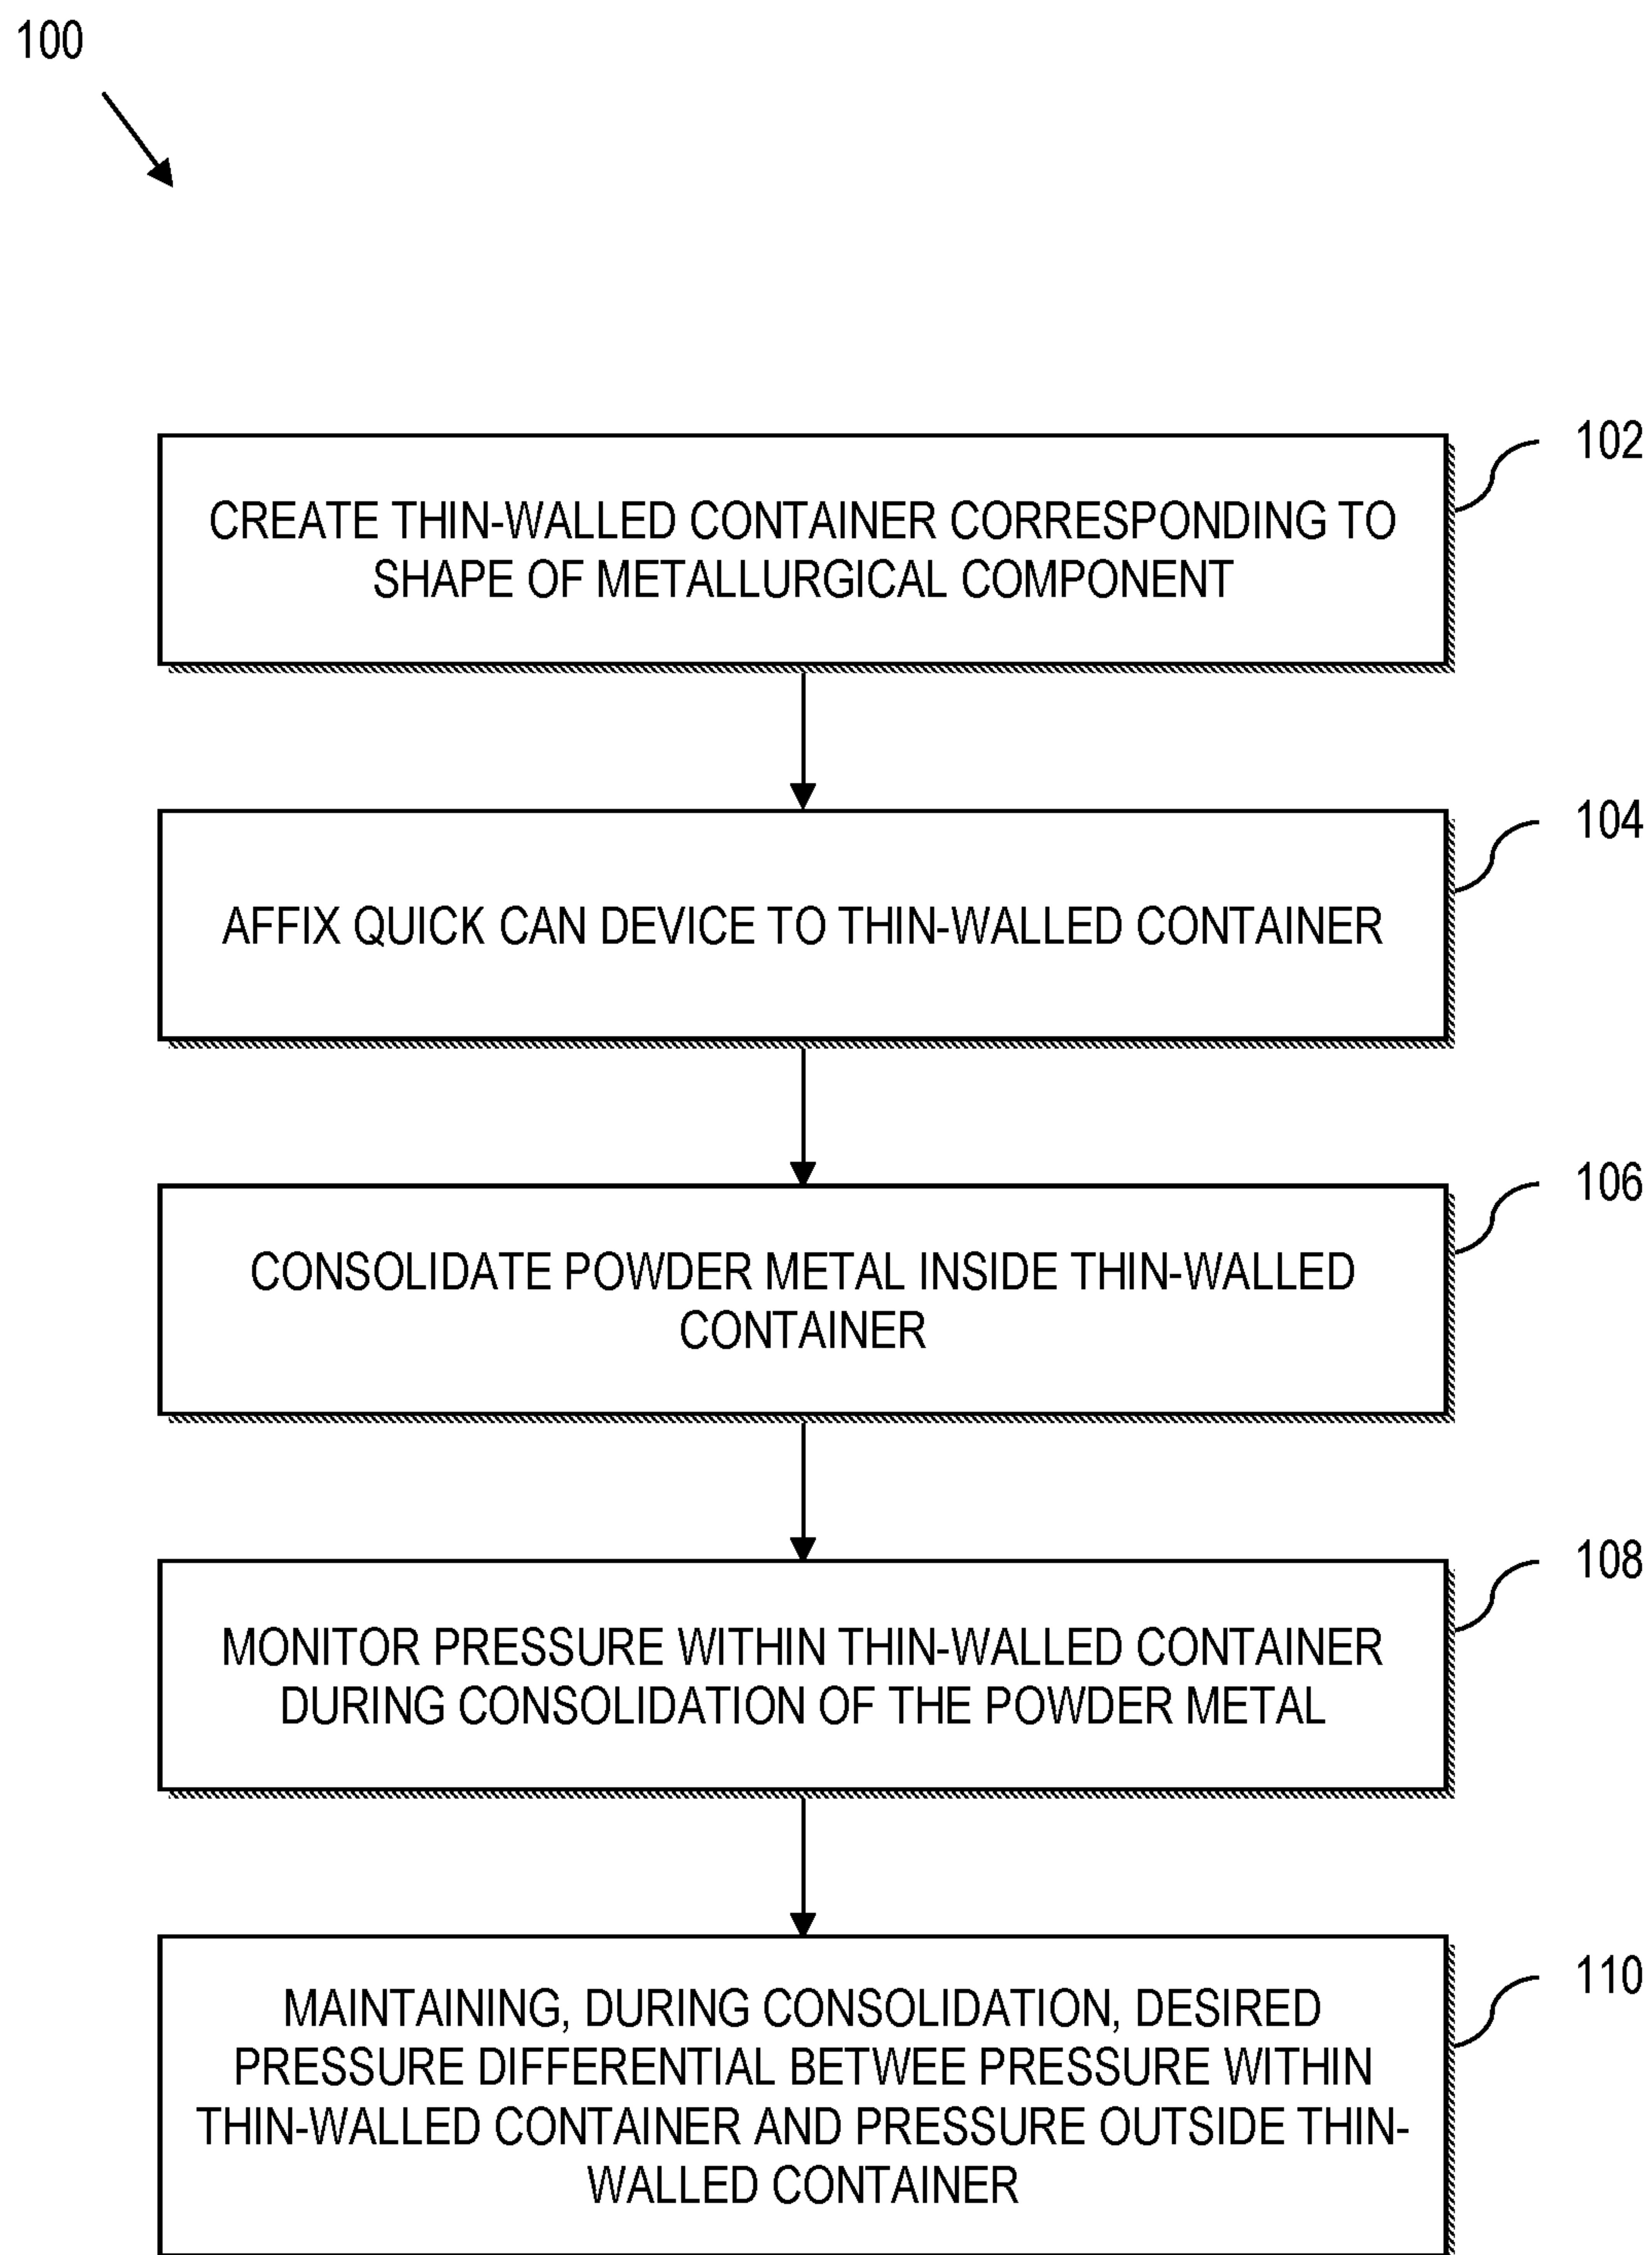 100
102
CREATE THIN-WALLED CONTAINER CORRESPONDING TO
SHAPE OF METALLURGICAL COMPONENT
104
AFFIX QUICK CAN DEVICE TO THIN-WALLED CONTAINER
106
CONSOLIDATE POWDER METAL INSIDE THIN-WALLED
CONTAINER
108
MONITOR PRESSURE WITHIN THIN-WALLED CONTAINER
DURING CONSOLIDATION OF THE POWDER METAL
110
MAINTAINING, DURING CONSOLIDATION, DESIRED
PRESSURE DIFFERENTIAL BETWEE PRESSURE WITHIN
THIN-WALLED CONTAINER AND PRESSURE OUTSIDE THIN-
WALLED CONTAINER